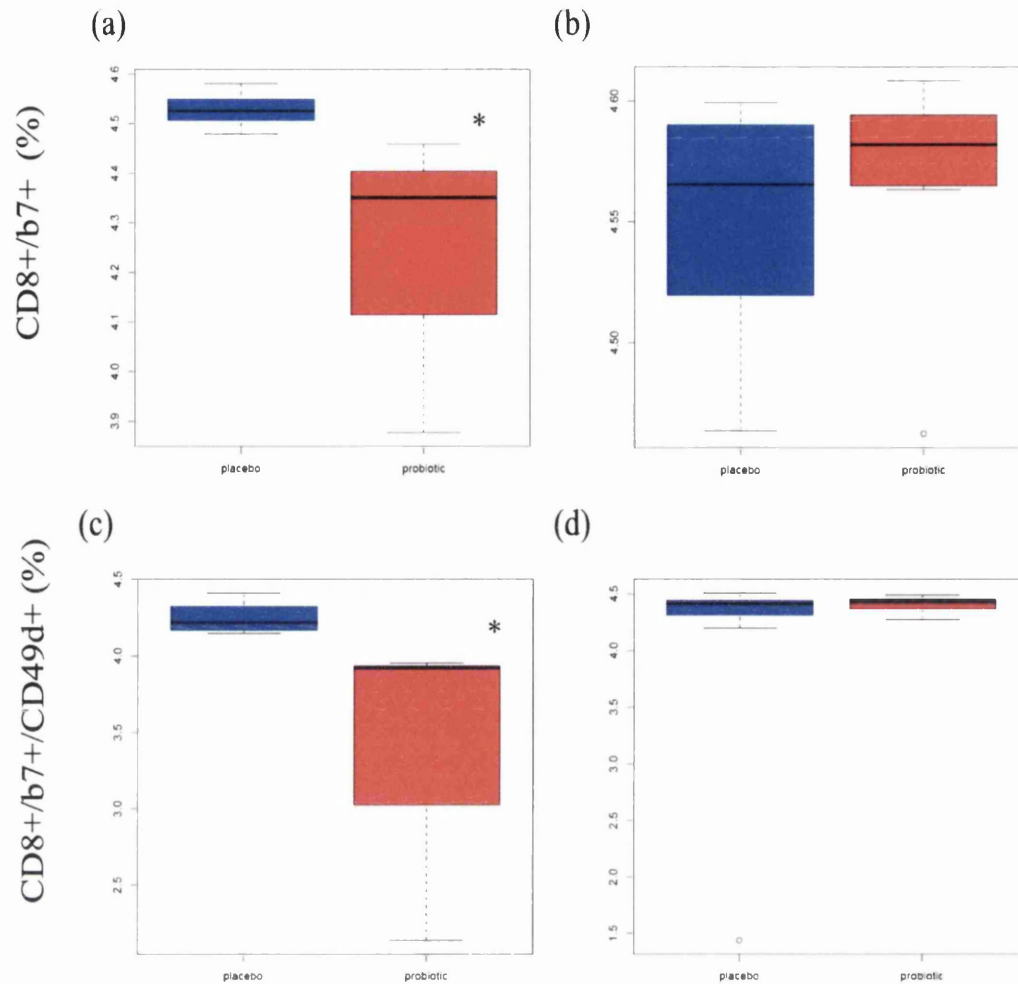 (a)
CD8+/b7+ (%)
4.6
4.5
4.4
4.3
4.2
4.1
4.0
3.9
*
placebo
probiotic
(b)
4.60
4.55
4.50
placebo
probiotic
(c)
CD8+/b7+/CD49d+ (%)
4.5
4.0
3.5
3.0
2.5
*
placebo
probiotic
(d)
4.5
4.0
3.5
3.0
2.5
2.0
1.5
placebo
probiotic